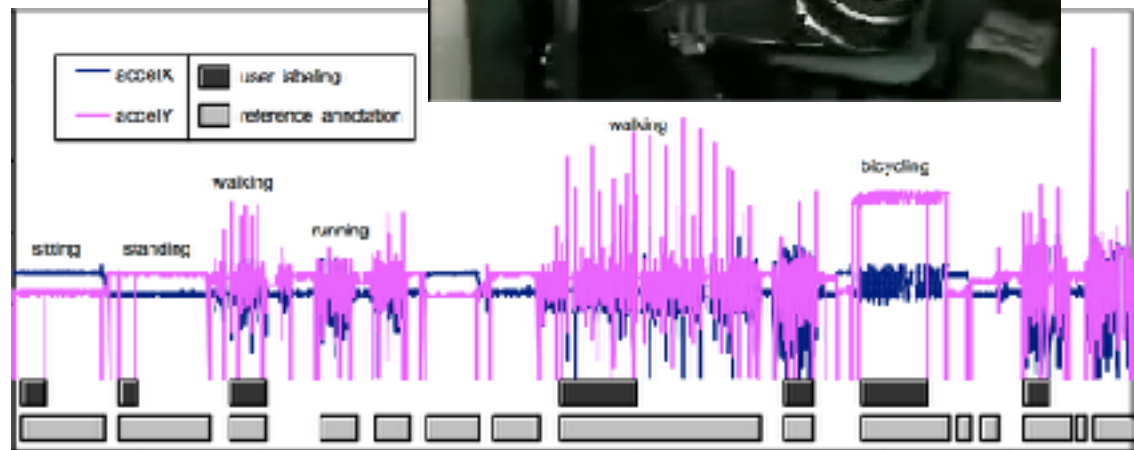 accelX
user labeling
accelY
reference annotation
walking
bicycling
walking
running
sitting
standing